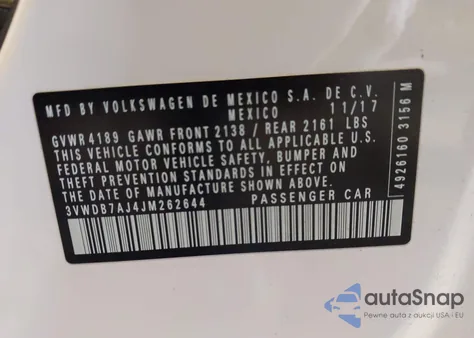 MFD BY VOLKSWAGEN DE MEXICO S.A. DE C.V.
MEXICO 11/17
GVWR 4189 GAWR FRONT 2138 / REAR 2161 LBS
THIS VEHICLE CONFORMS TO ALL APPLICABLE U.S.
FEDERAL MOTOR VEHICLE SAFETY, BUMPER AND
THEFT PREVENTION STANDARDS IN EFFECT ON
THE DATE OF MANUFACTURE SHOWN ABOVE.
3VWDB7AJ4JM262644 PASSENGER CAR
4926160 3156 M
autoSnap
Pewne auta z aukcji USA i EU